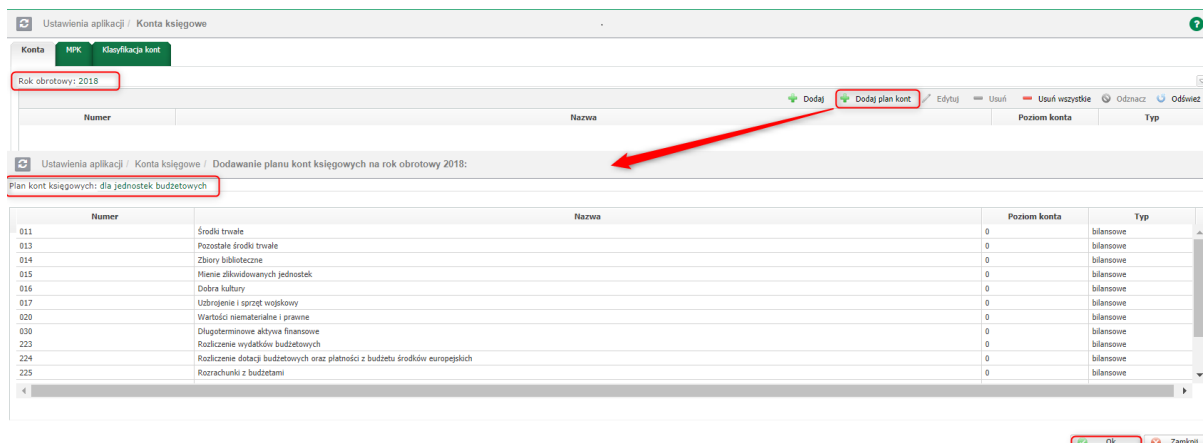 Ustawienia aplikacji / Konta księgowe
Konta MPK Klasyfikacja kont
Rok obrotowy: 2018
Dodaj Dodaj plan kont Edytuj Usuń Usuń wszystkie Odznacz Odśwież
Numer Nazwa Poziom konta Typ
Ustawienia aplikacji / Konta księgowe / Dodawanie planu kont księgowych na rok obrotowy 2018:
Plan kont księgowych: dla jednostek budżetowych
Numer Nazwa Poziom konta Typ
011 Środki trwałe 0 bilansowe
013 Pozostałe środki trwałe 0 bilansowe
014 Zbiory biblioteczne 0 bilansowe
015 Mienie zlikwidowanych jednostek 0 bilansowe
016 Dobra kultury 0 bilansowe
017 Uzbrojenie i sprzęt wojskowy 0 bilansowe
020 Wartości niematerialne i prawne 0 bilansowe
030 Długoterminowe aktywa finansowe 0 bilansowe
223 Rozliczenie wydatków budżetowych 0 bilansowe
224 Rozliczenie dotacji budżetowych oraz płatności z budżetu środków europejskich 0 bilansowe
225 Rozrachunki z budżetami 0 bilansowe
Ok Zamknij